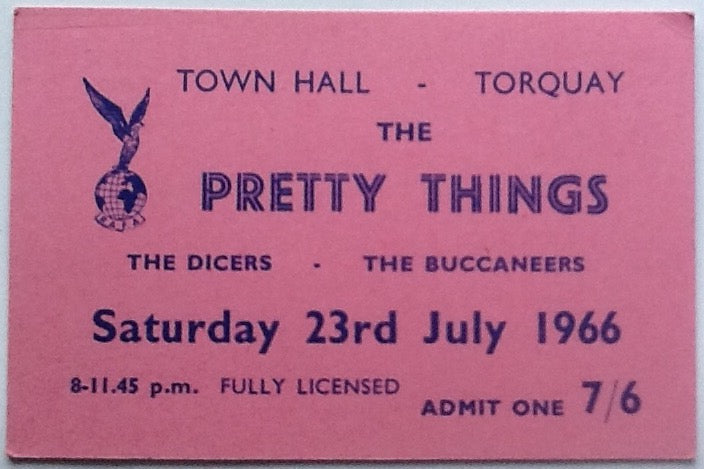 TOWN HALL - TORQUAY
THE
PRETTY THINGS
THE DICERS - THE BUCCANEERS
Saturday 23rd July 1966
8-11.45 p.m. FULLY LICENSED
ADMIT ONE 7/6